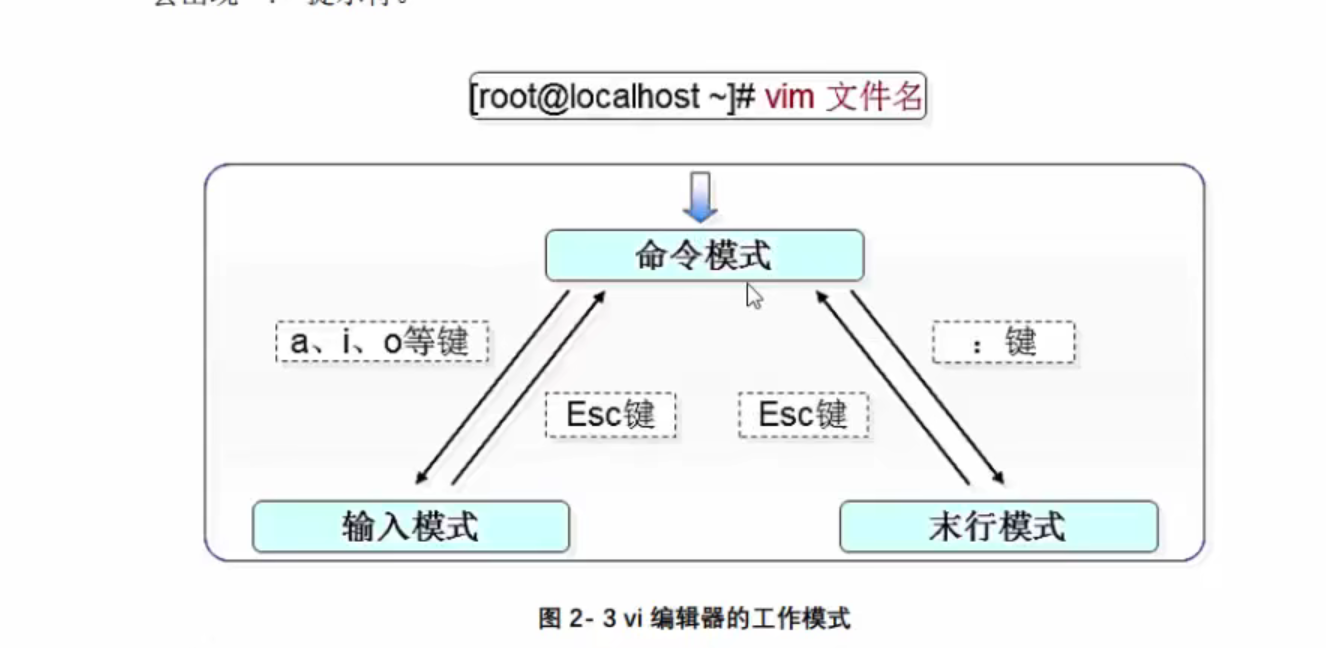 [root@localhost ~]# vim 文件名
命令模式
a、i、o等键
：键
Esc键
Esc键
输入模式
末行模式
图 2- 3 vi 编辑器的工作模式